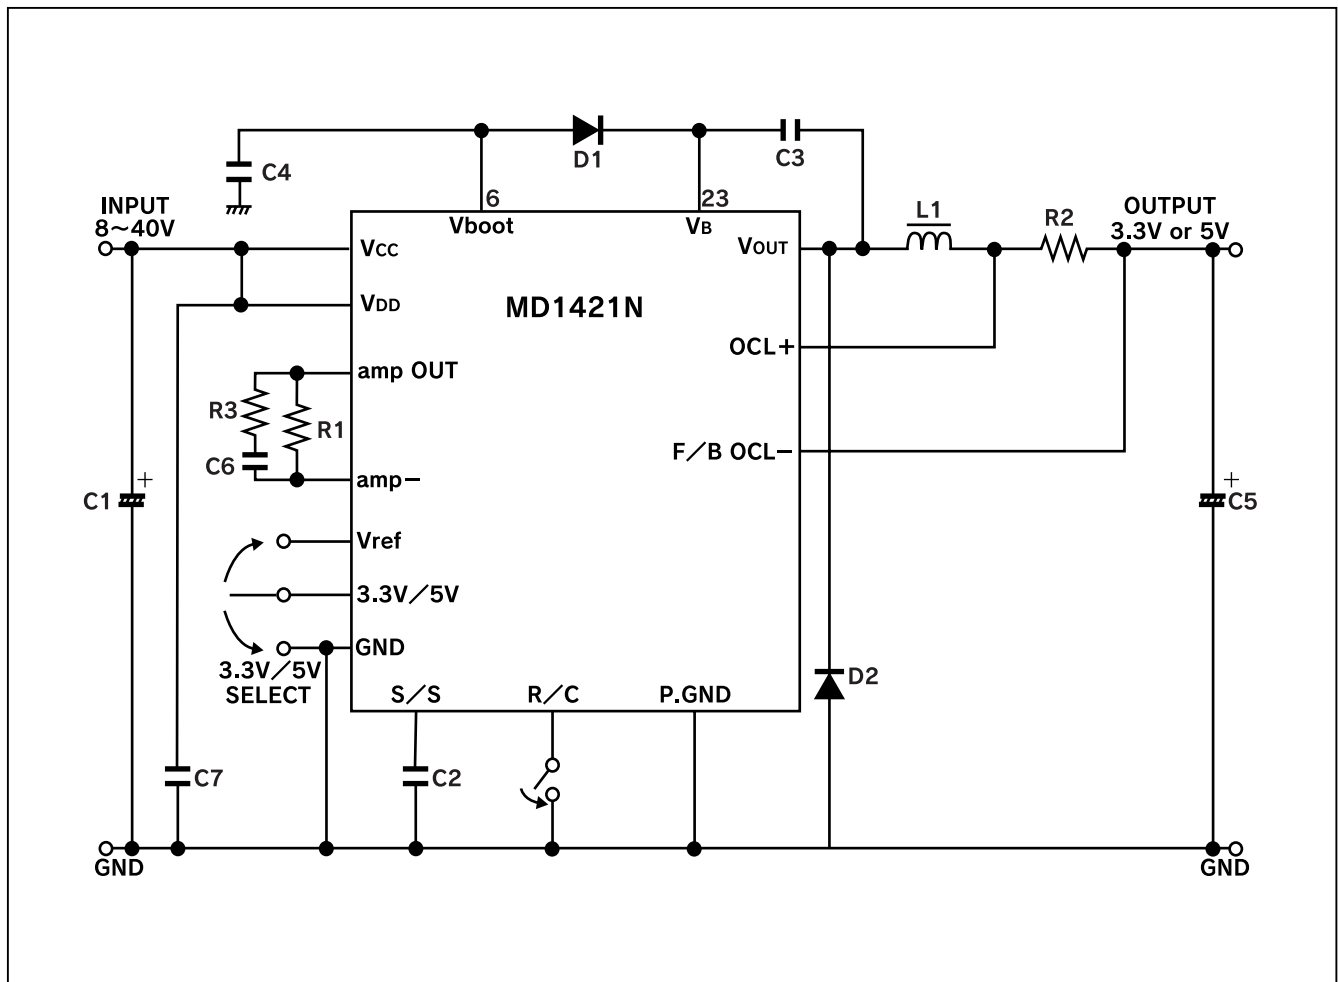 D1
C3
C4
6
23
INPUT
8~40V
Vboot
VB
L1
R2
OUTPUT
3.3V or 5V
VCC
VOUT
VDD
MD1421N
OCL+
amp OUT
R3
R1
C6
F/B OCL−
amp−
+
C1
+
C5
Vref
3.3V/5V
GND
3.3V/5V
SELECT
S/S
R/C
P.GND
D2
C7
C2
GND
GND